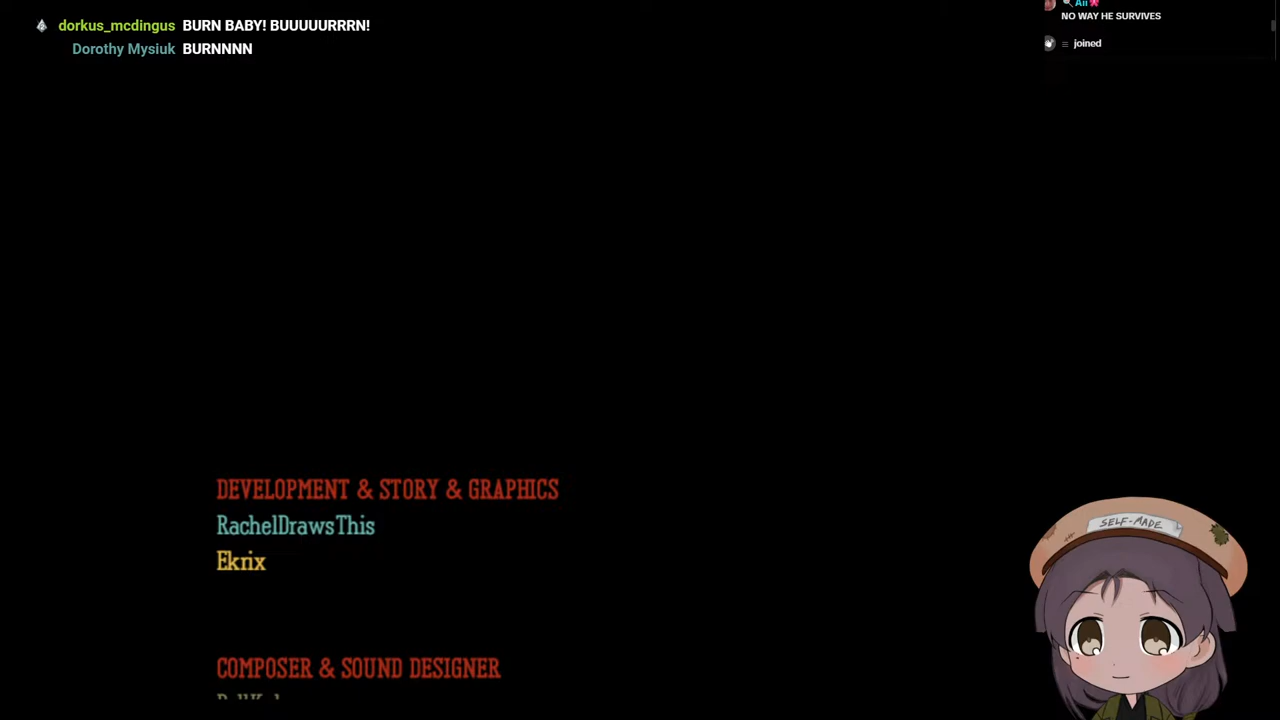 dorkus_mcdingus BURN BABY! BUUUUURRRN!
Dorothy Mysiuk BURNNNN
Aii
NO WAY HE SURVIVES
joined
DEVELOPMENT & STORY & GRAPHICS
RachelDrawsThis
Ekrix
COMPOSER & SOUND DESIGNER
SELF-MADE